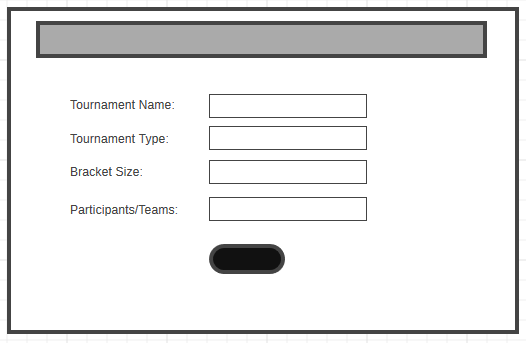 Tournament Name:
Tournament Type:
Bracket Size:
Participants/Teams: